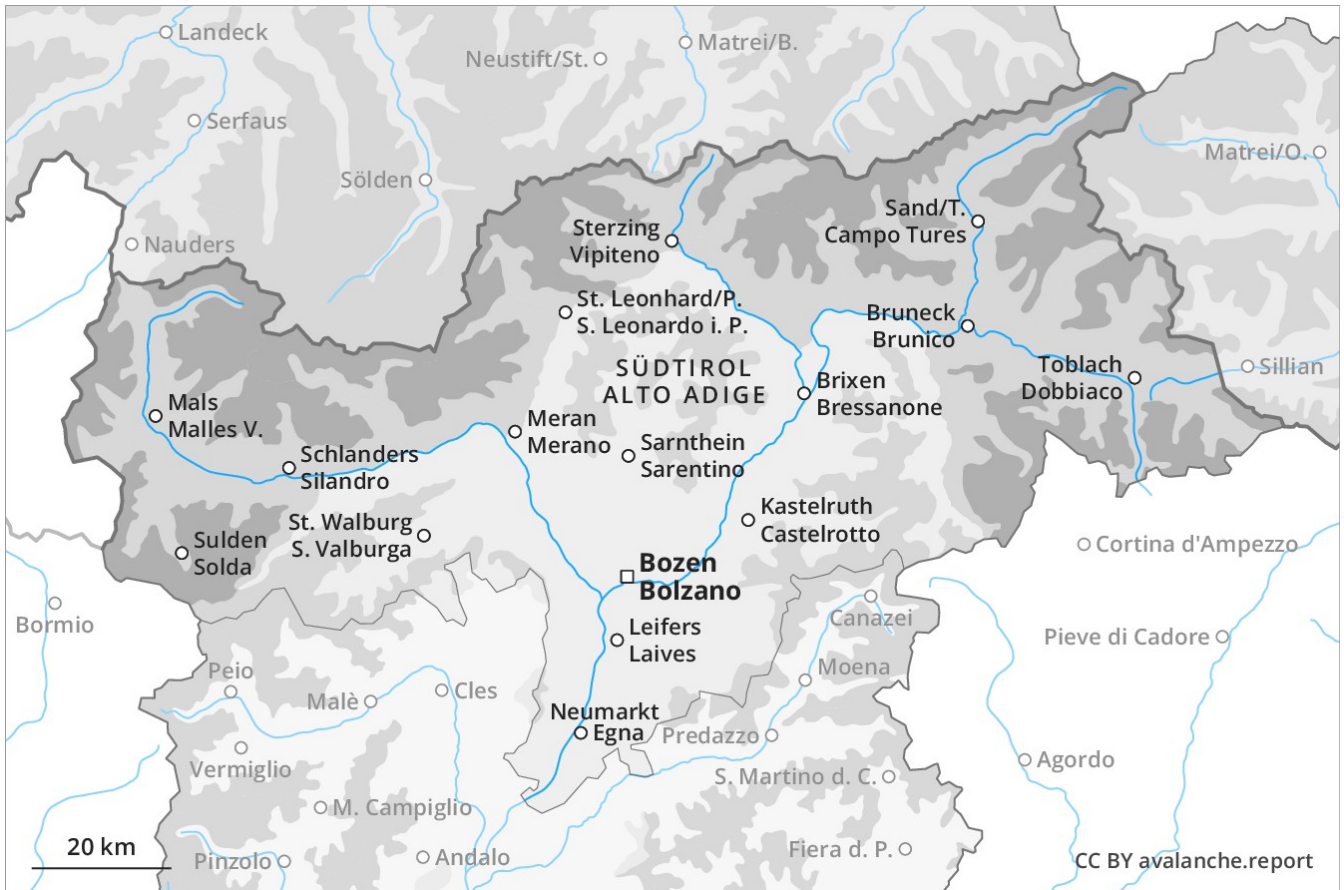 Landeck
Matrei/B.
Neustift/St.
Serfaus
Matrei/O.
Sölden
Sand/T.
Campo Tures
Sterzing
Vipiteno
Nauders
St. Leonhard/P.
S. Leonardo i. P.
Bruneck
Brunico
SÜDTIROL
ALTO ADIGE
Toblach
Dobbiaco
Sillian
Brixen
Bressanone
Mals
Malles V.
Meran
Merano
Sarnthein
Sarentino
Schlanders
Silandro
Kastelruth
Castelrotto
St. Walburg
S. Valburga
Sulden
Solda
Cortina d'Ampezzo
Bozen
Bolzano
Bormio
Canazei
Leifers
Laives
Pieve di Cadore
Peio
Moena
Malè
Cles
Neumarkt
Egna
Predazzo
Vermiglio
Agordo
S. Martino d. C.
M. Campiglio
20 km
Pinzolo
Andalo
Fiera d. P.
CC BY avalanche.report